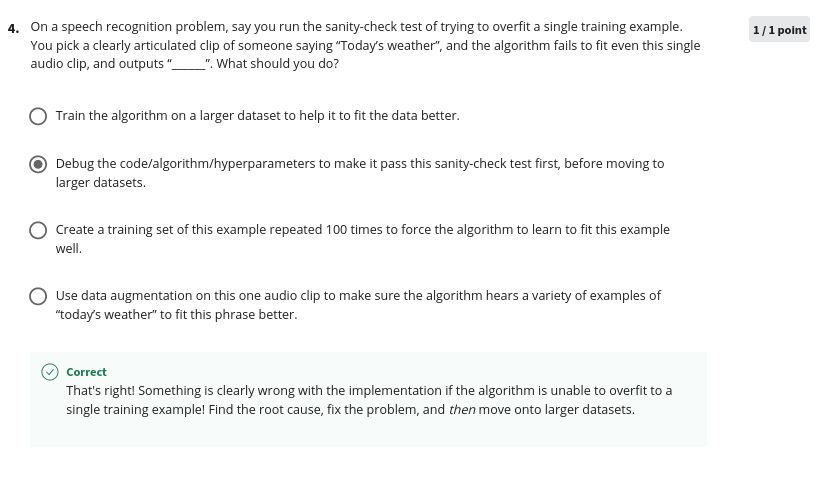 4. On a speech recognition problem, say you run the sanity-check test of trying to overfit a single training example. 1 / 1 point
You pick a clearly articulated clip of someone saying “Today’s weather”, and the algorithm fails to fit even this single
audio clip, and outputs “______”. What should you do?
Train the algorithm on a larger dataset to help it to fit the data better.
Debug the code/algorithm/hyperparameters to make it pass this sanity-check test first, before moving to
larger datasets.
Create a training set of this example repeated 100 times to force the algorithm to learn to fit this example
well.
Use data augmentation on this one audio clip to make sure the algorithm hears a variety of examples of
“today’s weather” to fit this phrase better.
Correct
That's right! Something is clearly wrong with the implementation if the algorithm is unable to overfit to a
single training example! Find the root cause, fix the problem, and then move onto larger datasets.